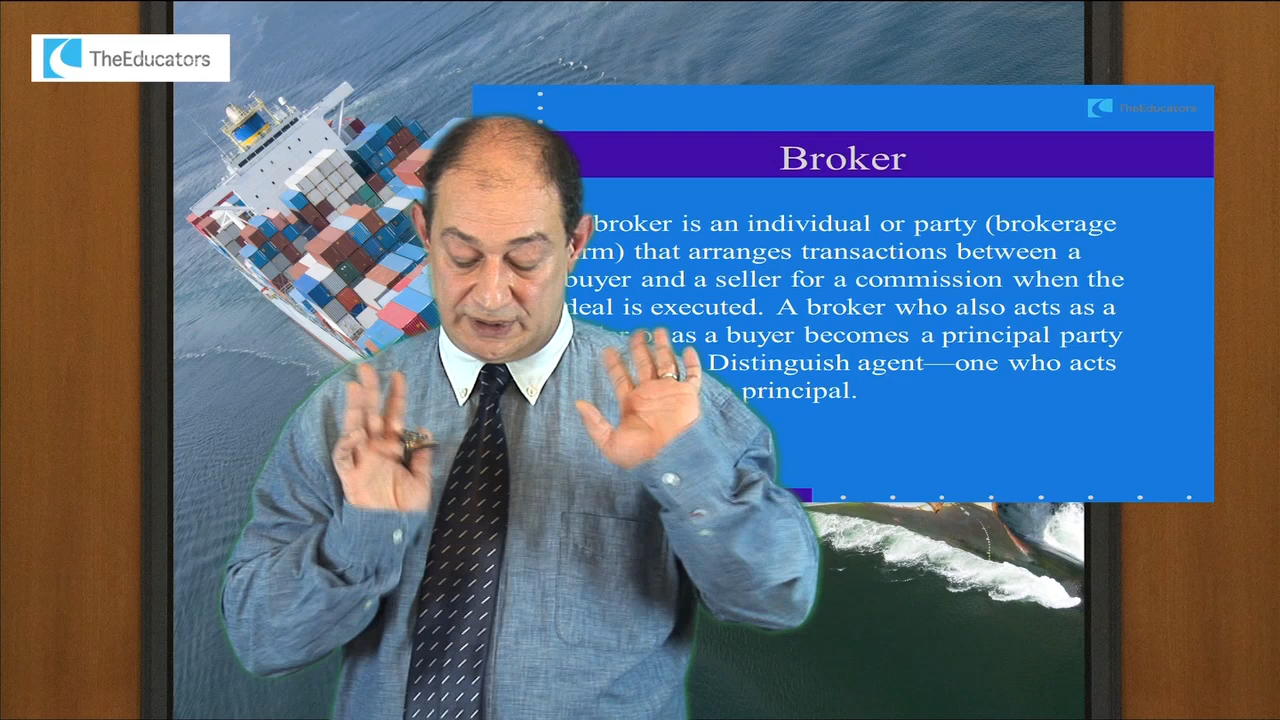 TheEducators
TheEducators
Broker
broker is an individual or party (brokerage
that arranges transactions between a
buyer and a seller for a commission when the
deal is executed. A broker who also acts as a
as a buyer becomes a principal party
Distinguish agent—one who acts
principal.